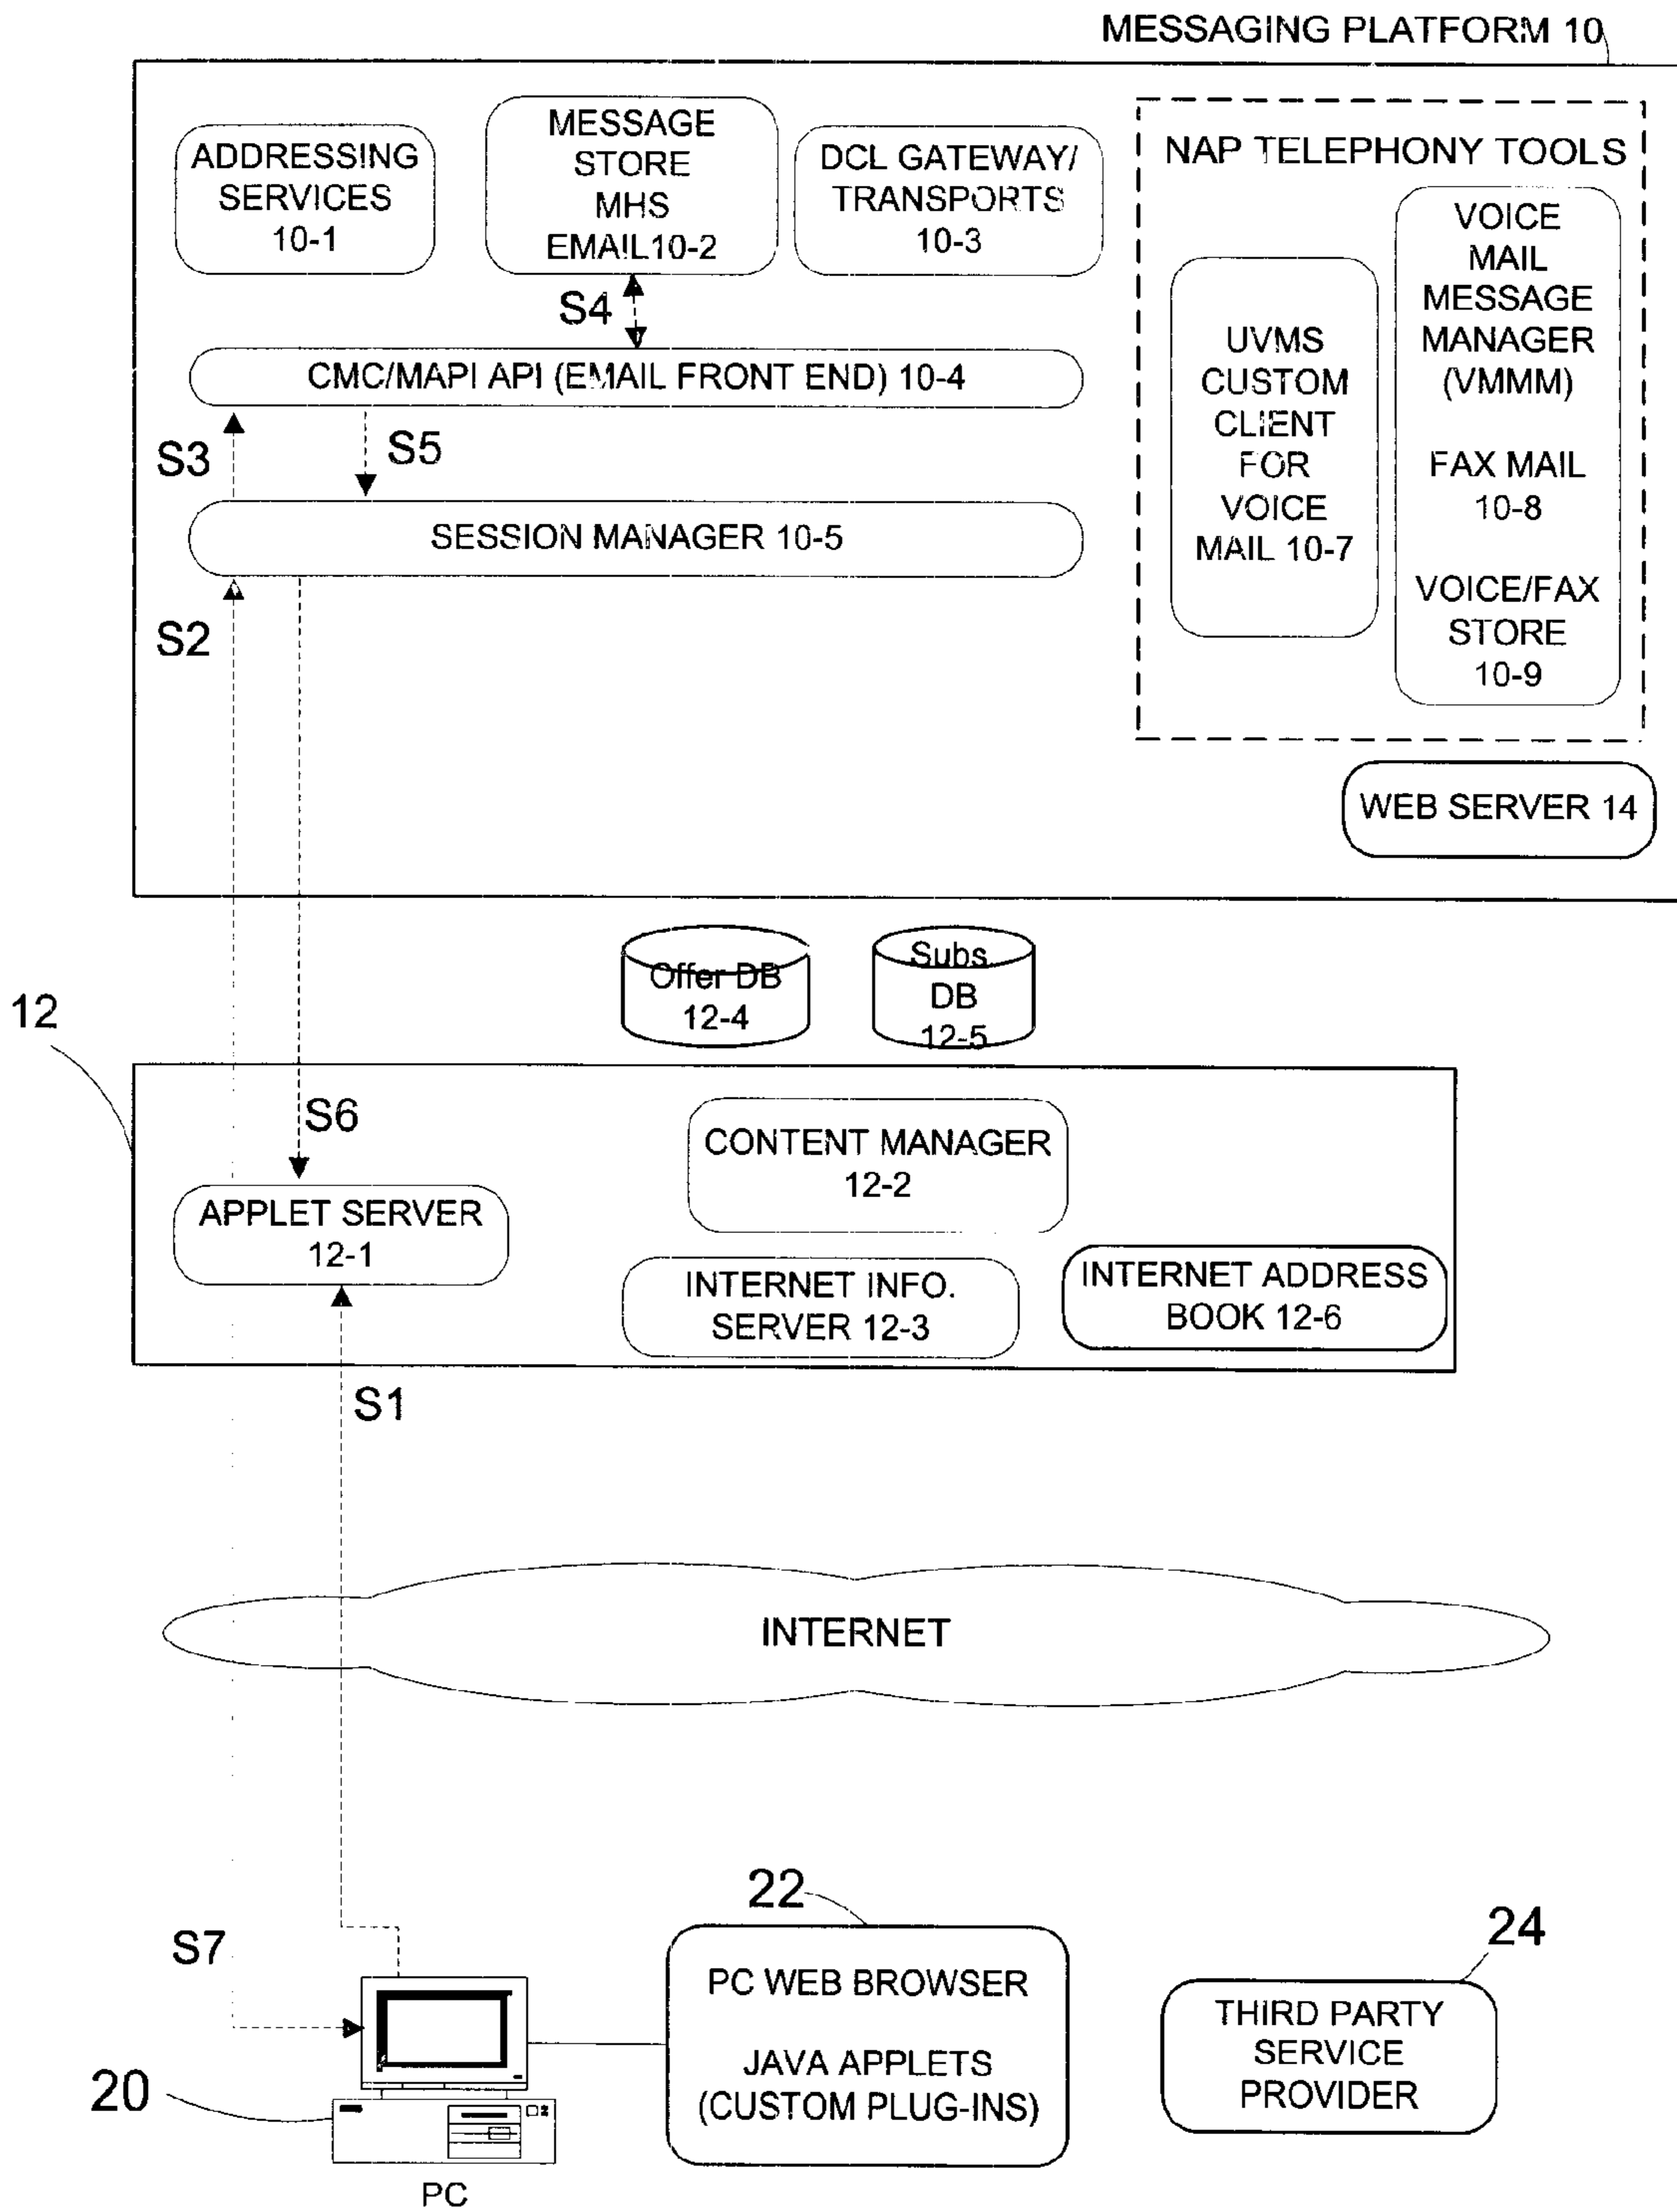 MESSAGING PLATFORM 10
ADDRESSING
SERVICES
10-1
MESSAGE
STORE
MHS
EMAIL10-2
DCL GATEWAY/
TRANSPORTS
10-3
NAP TELEPHONY TOOLS
UVMS
CUSTOM
CLIENT
FOR
VOICE
MAIL 10-7
VOICE
MAIL
MESSAGE
MANAGER
(VMMM)
FAX MAIL
10-8
VOICE/FAX
STORE
10-9
S4
CMC/MAPI API (EMAIL FRONT END) 10-4
S3
S5
SESSION MANAGER 10-5
S2
WEB SERVER 14
Offer DB
12-4
Subs
DB
12-5
12
S6
CONTENT MANAGER
12-2
APPLET SERVER
12-1
INTERNET INFO.
SERVER 12-3
INTERNET ADDRESS
BOOK 12-6
S1
INTERNET
22
24
S7
PC WEB BROWSER
JAVA APPLETS
(CUSTOM PLUG-INS)
THIRD PARTY
SERVICE
PROVIDER
20
PC